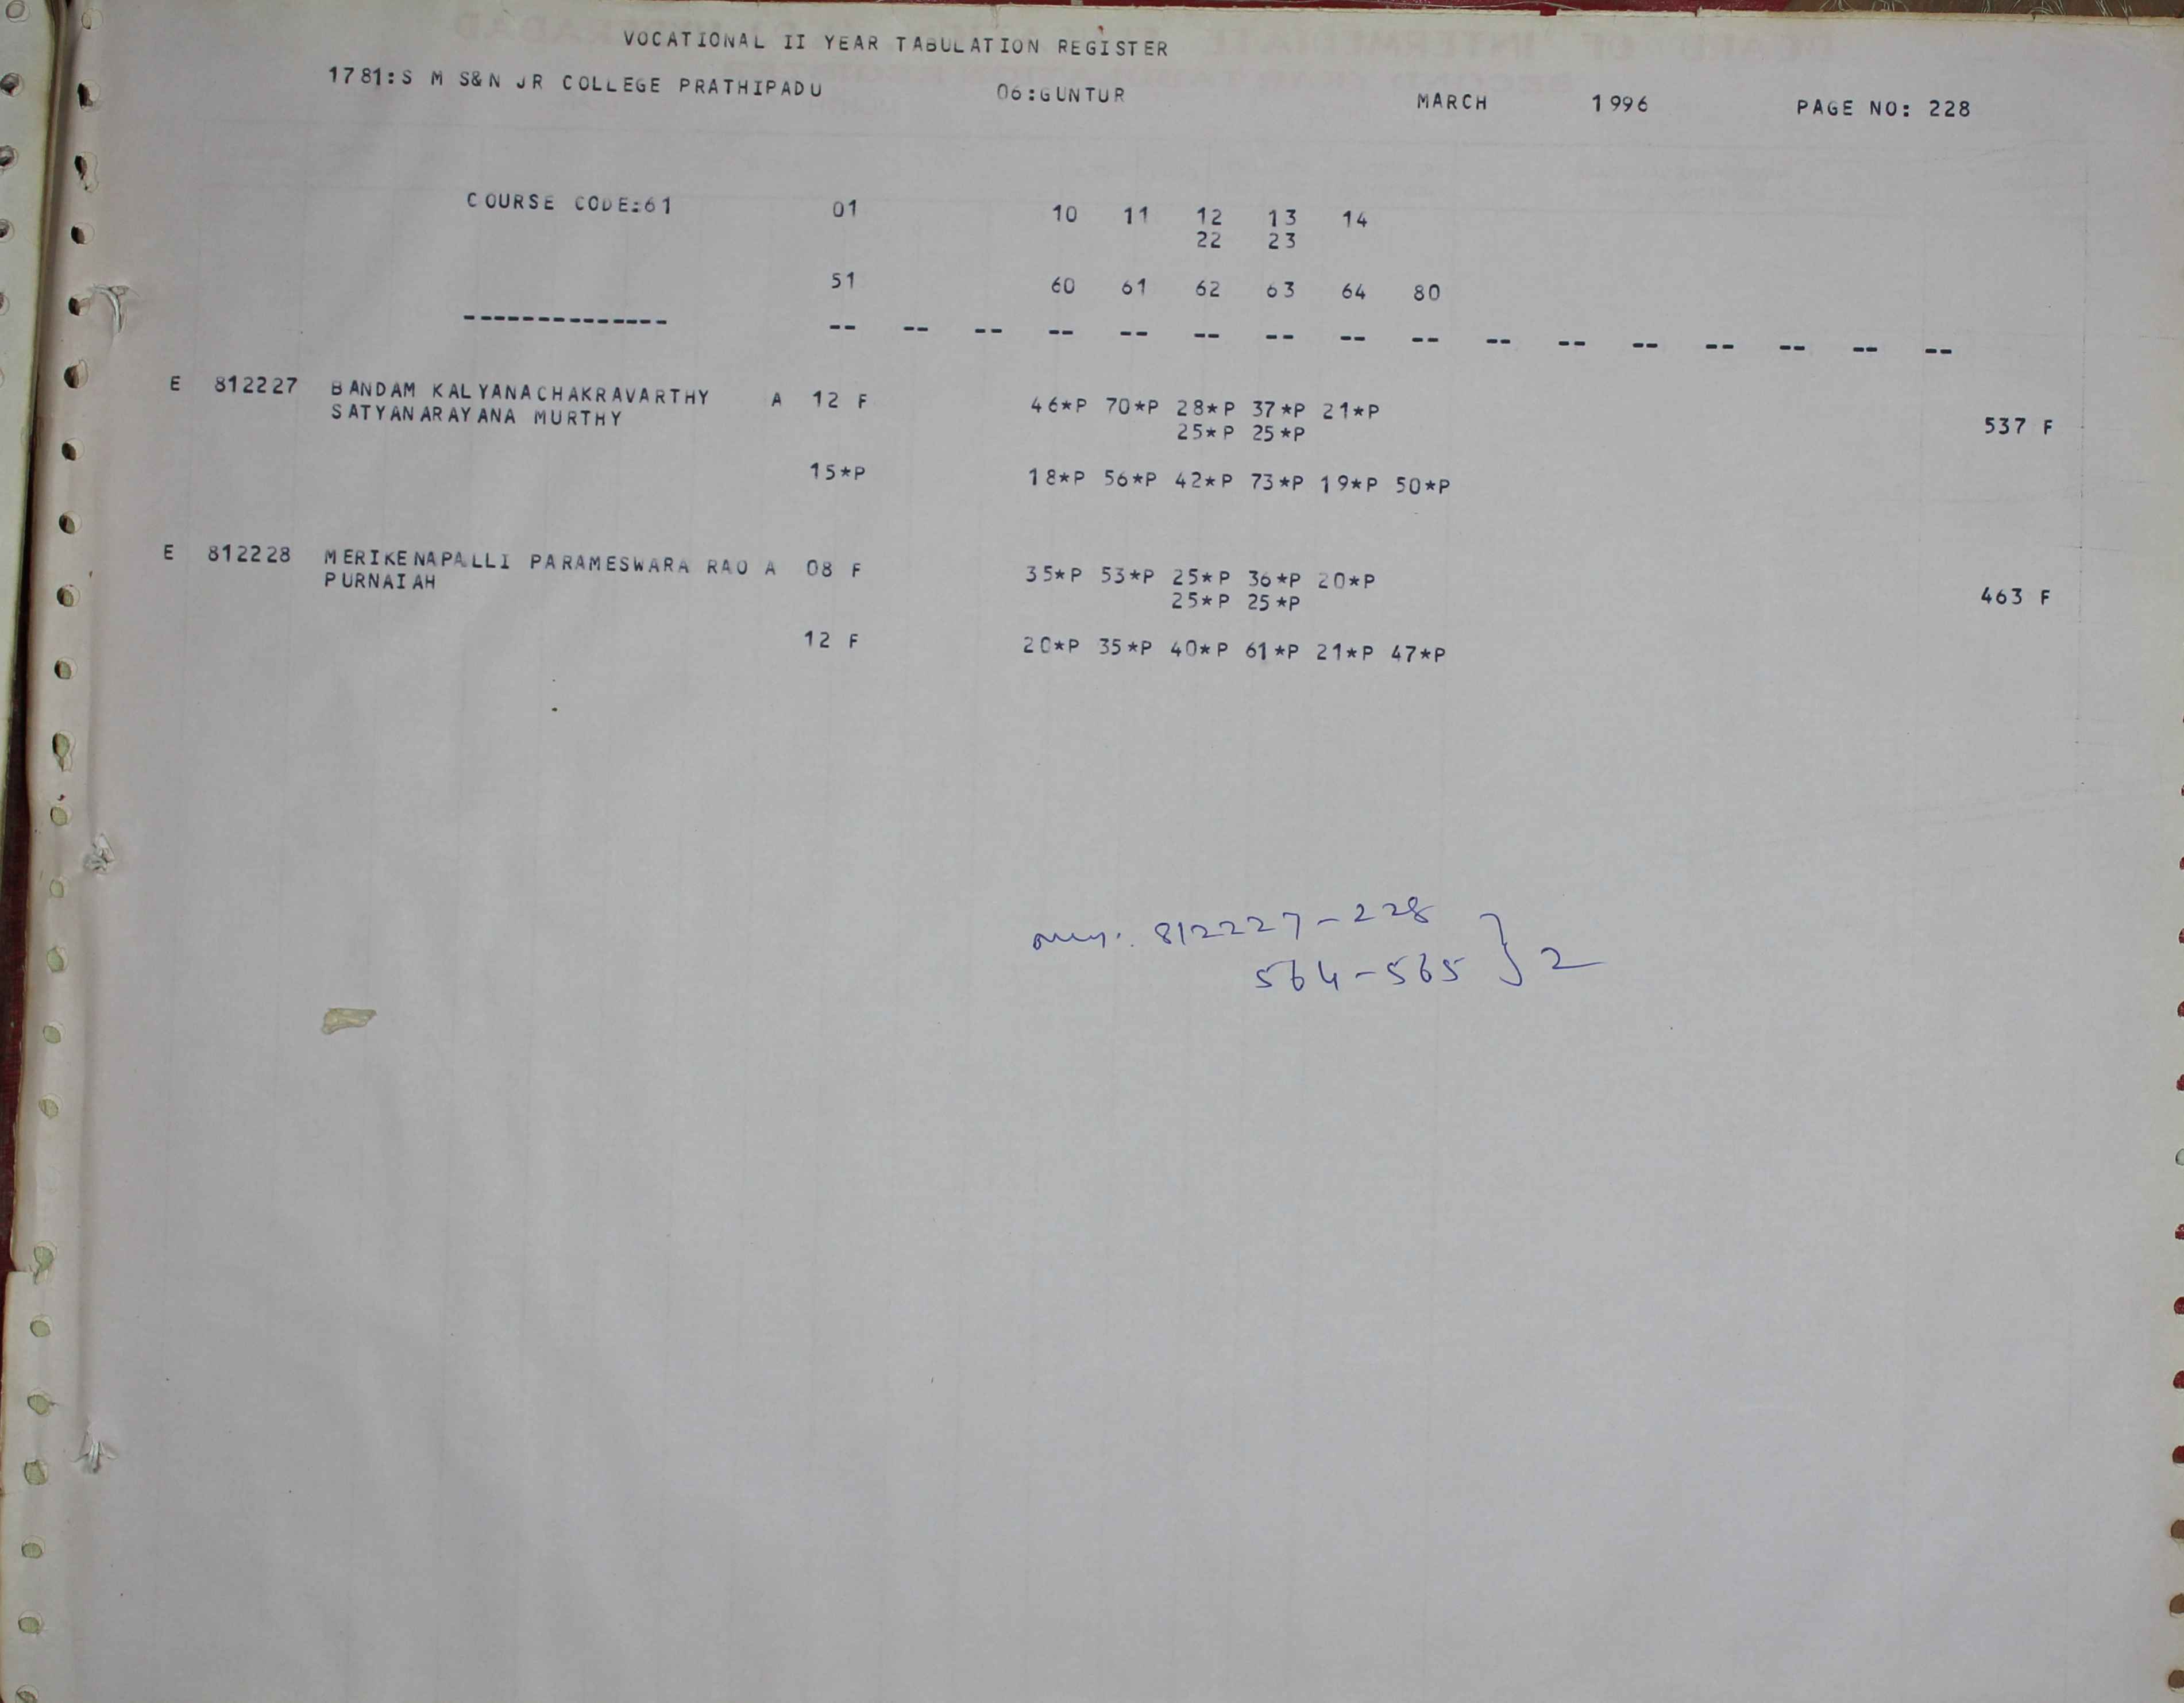 VOCATIONAL II YEAR TABULATION REGISTER
1781:S M S&N JR COLLEGE PRATHIPADU 06:GUNTUR MARCH 1996 PAGE NO: 228
COURSE CODE:61 01 10 11 12 13 14
22 23
51 60 61 62 63 64 80
-------------- -- -- -- -- -- -- -- -- -- -- -- -- -- -- -- --
E 812227 BANDAM KALYANACHAKRAVARTHY A 12 F 46*P 70*P 28*P 37*P 21*P
SATYANARAYANA MURTHY 25*P 25*P 537 F
15*P 18*P 56*P 42*P 73*P 19*P 50*P
E 812228 MERIKENAPALLI PARAMESWARA RAO A 08 F 35*P 53*P 25*P 36*P 20*P
PURNAIAH 25*P 25*P 463 F
12 F 20*P 35*P 40*P 61*P 21*P 47*P
812227-228
564-565 } 2